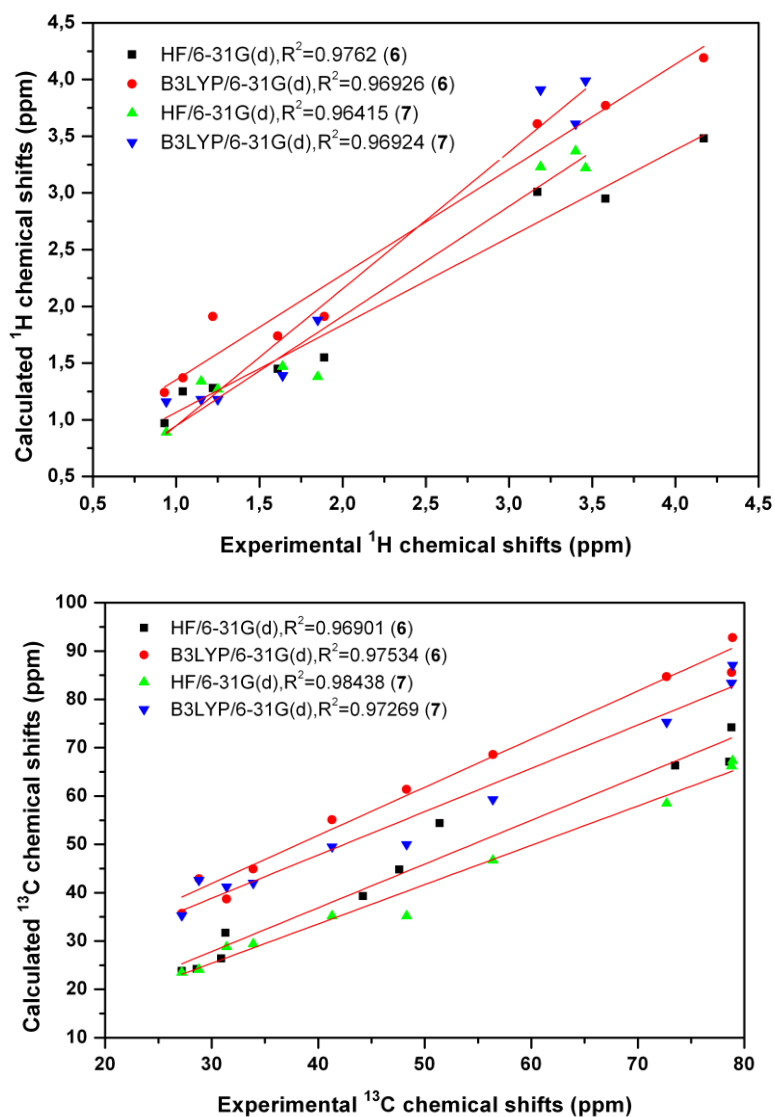 4,5
4,0
3,5
3,0
2,5
2,0
1,5
1,0
0,5
Calculated ¹H chemical shifts (ppm)
HF/6-31G(d),R²=0.9762 (6)
B3LYP/6-31G(d),R²=0.96926 (6)
HF/6-31G(d),R²=0.96415 (7)
B3LYP/6-31G(d),R²=0.96924 (7)
0,5 1,0 1,5 2,0 2,5 3,0 3,5 4,0 4,5
Experimental ¹H chemical shifts (ppm)
100
90
80
70
60
50
40
30
20
10
Calculated ¹³C chemical shifts (ppm)
HF/6-31G(d),R²=0.96901 (6)
B3LYP/6-31G(d),R²=0.97534 (6)
HF/6-31G(d),R²=0.98438 (7)
B3LYP/6-31G(d),R²=0.97269 (7)
20 30 40 50 60 70 80
Experimental ¹³C chemical shifts (ppm)